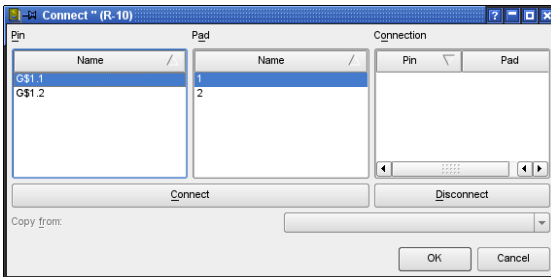 Connect '' (R-10)
Pin Pad Connection
Name Name Pin Pad
G$1.1 1
G$1.2 2
Connect Disconnect
Copy from:
OK Cancel